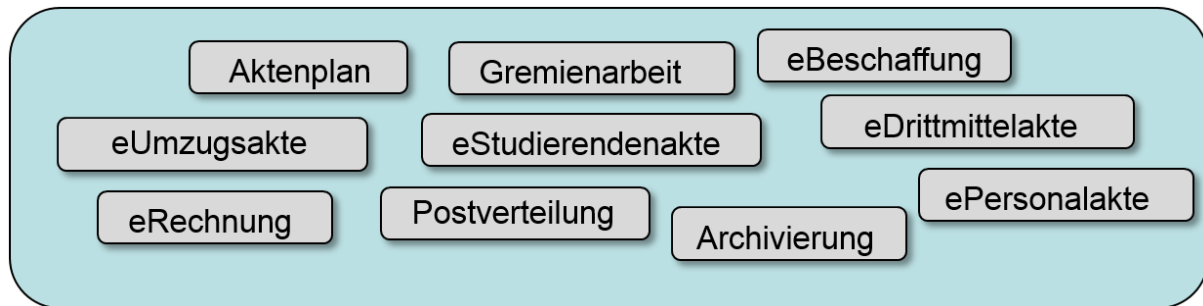 Aktenplan
Gremienarbeit
eBeschaffung
eUmzugsakte
eStudierendenakte
eDrittmittelakte
eRechnung
Postverteilung
Archivierung
ePersonalakte